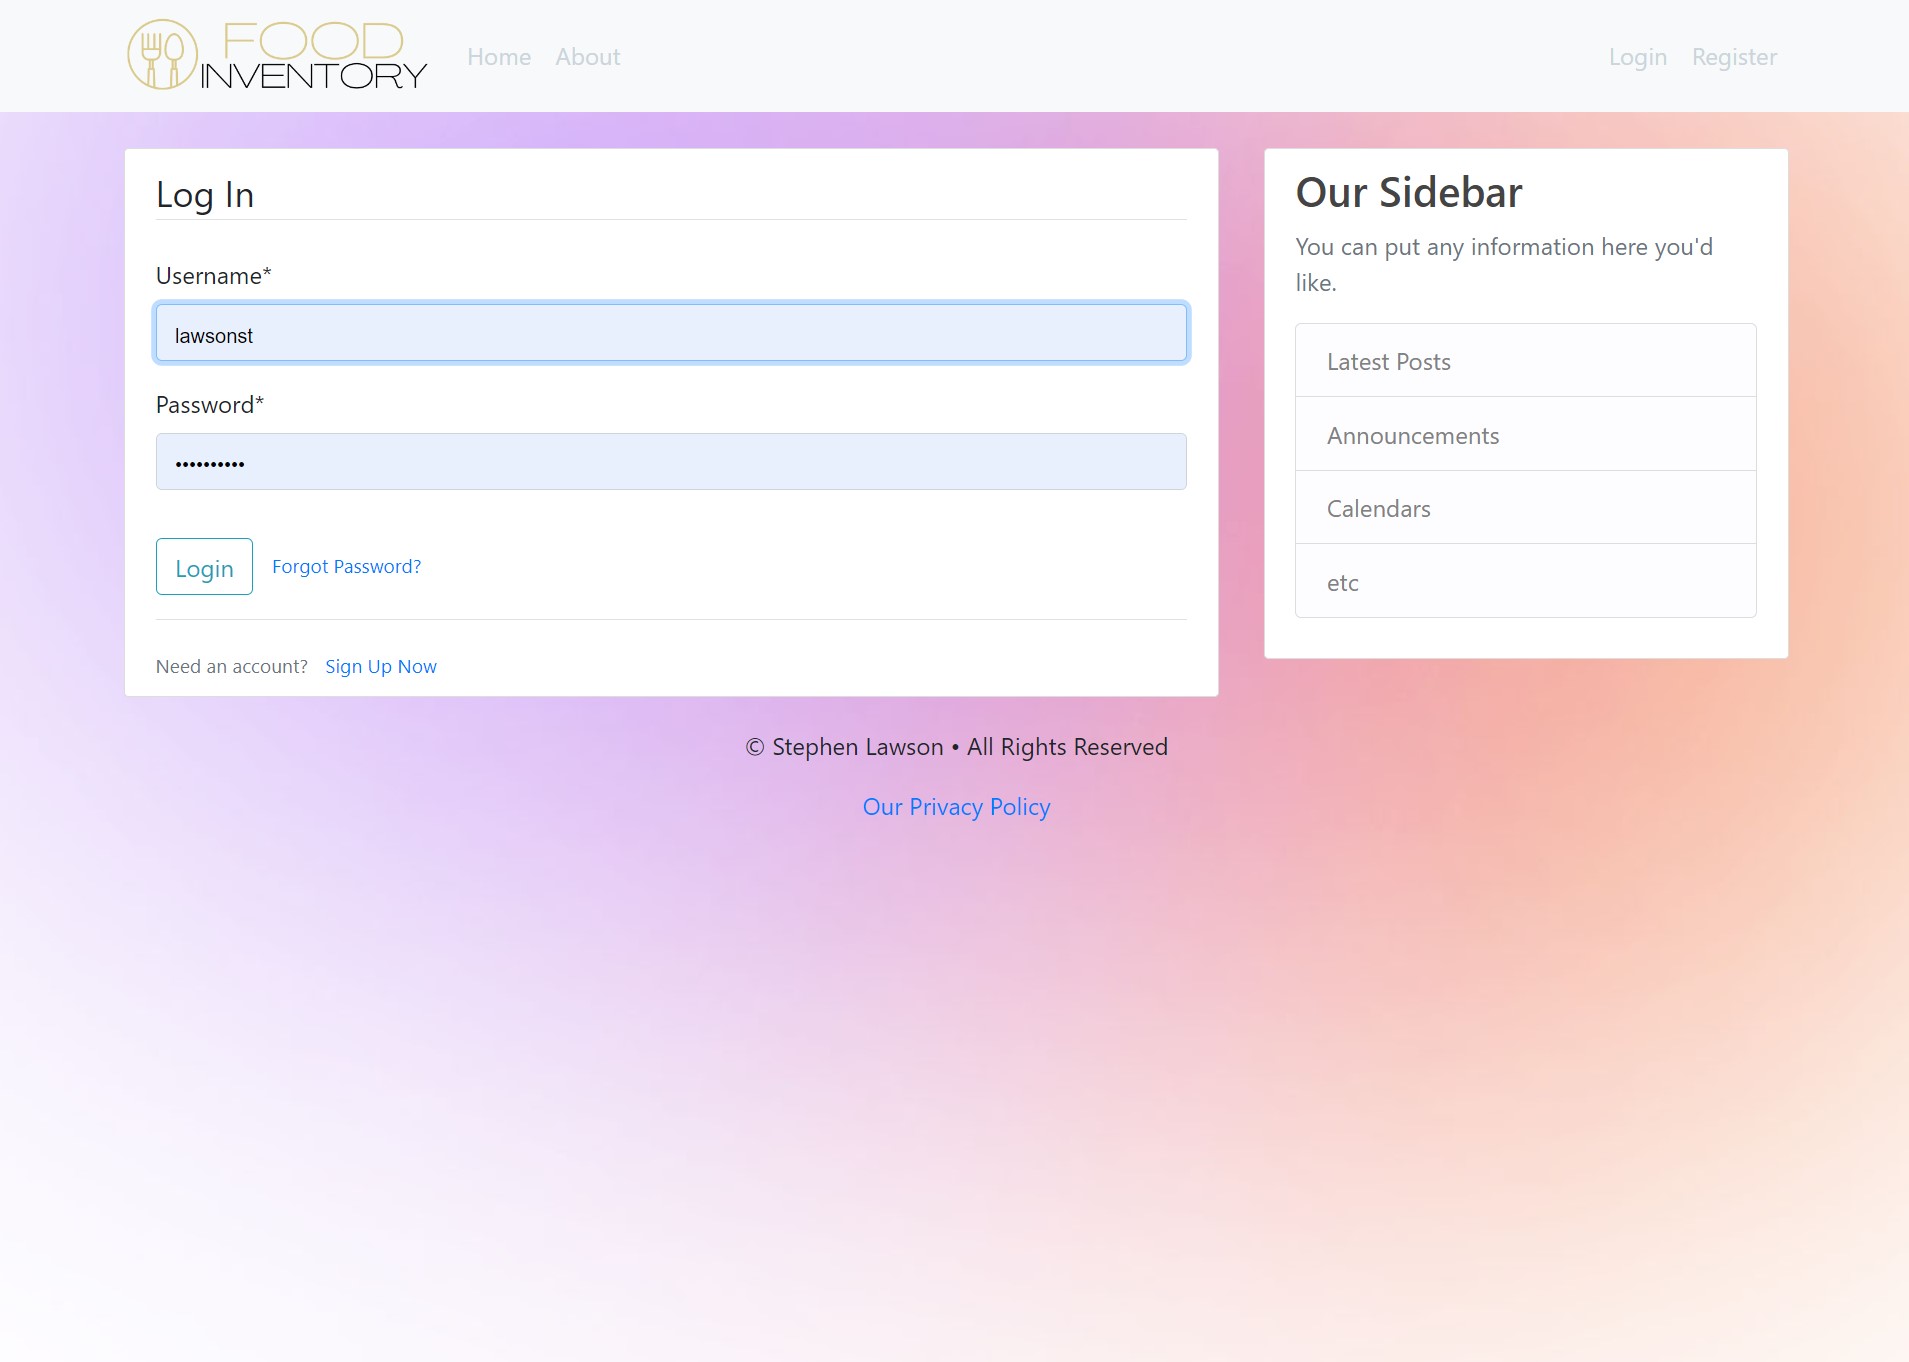 FOOD
INVENTORY
Home About
Login Register
Log In
Username*
lawsonst
Password*
••••••••••
Login Forgot Password?
Need an account? Sign Up Now
Our Sidebar
You can put any information here you'd
like.
Latest Posts
Announcements
Calendars
etc
© Stephen Lawson • All Rights Reserved
Our Privacy Policy